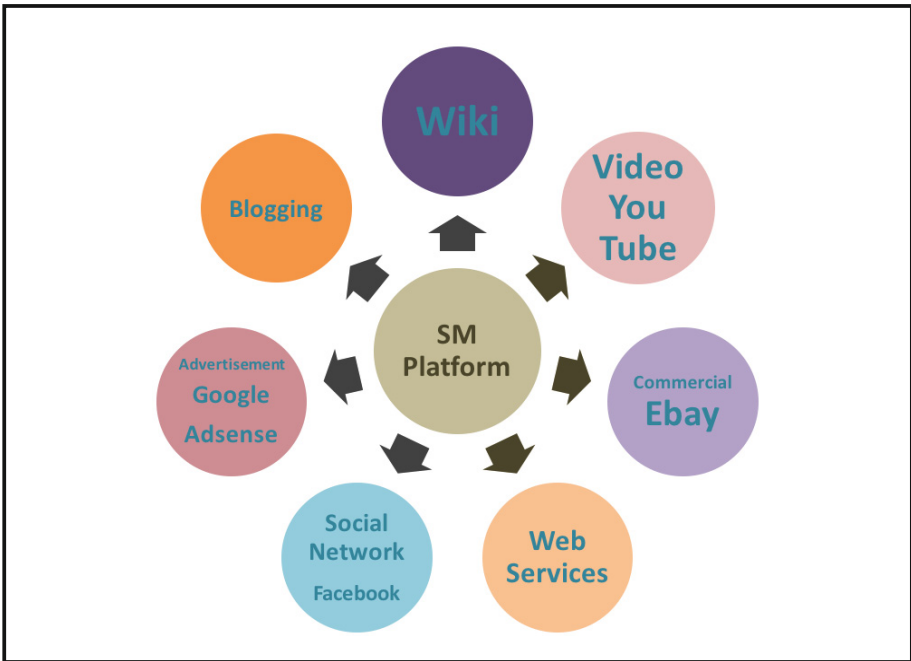 Wiki
Video
You
Tube
Blogging
SM
Platform
Advertisement
Google
Adsense
Commercial
Ebay
Social
Network
Facebook
Web
Services